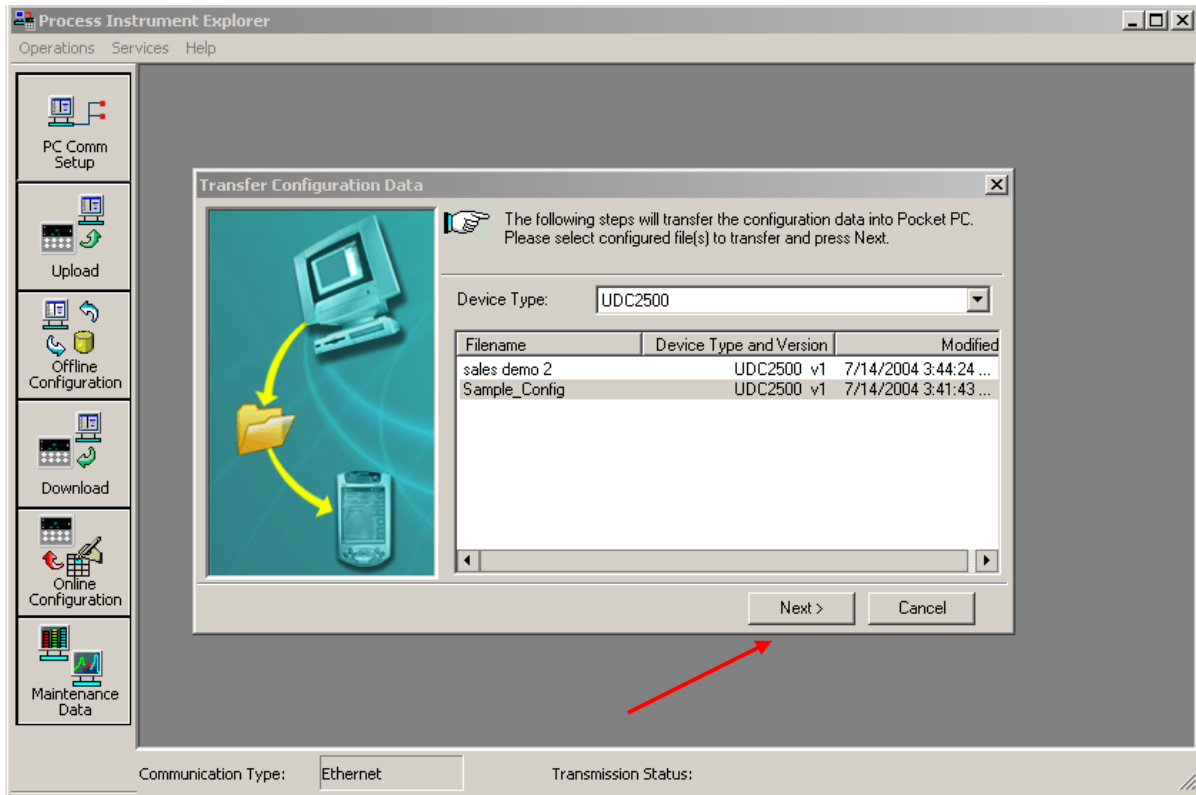 Process Instrument Explorer
Operations Services Help
PC Comm
Setup
Upload
Offline
Configuration
Download
Online
Configuration
Maintenance
Data
Transfer Configuration Data
The following steps will transfer the configuration data into Pocket PC.
Please select configured file(s) to transfer and press Next.
Device Type: UDC2500
Filename Device Type and Version Modified
sales demo 2 UDC2500 v1 7/14/2004 3:44:24 ...
Sample_Config UDC2500 v1 7/14/2004 3:41:43 ...
Next > Cancel
Communication Type: Ethernet Transmission Status: